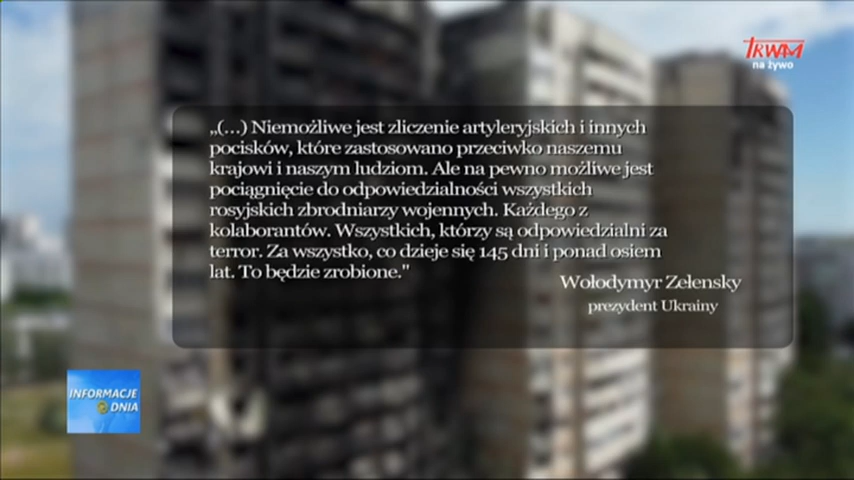 TRWAM
na żywo
„(...) Niemożliwe jest zliczenie artyleryjskich i innych
pocisków, które zastosowano przeciwko naszemu
krajowi i naszym ludziom. Ale na pewno możliwe jest
pociągnięcie do odpowiedzialności wszystkich
rosyjskich zbrodniarzy wojennych. Każdego z
kolaborantów. Wszystkich, którzy są odpowiedzialni za
terror. Za wszystko, co dzieje się 145 dni i ponad osiem
lat. To będzie zrobione."
Wołodymyr Zełensky
prezydent Ukrainy
INFORMACJE
DNIA